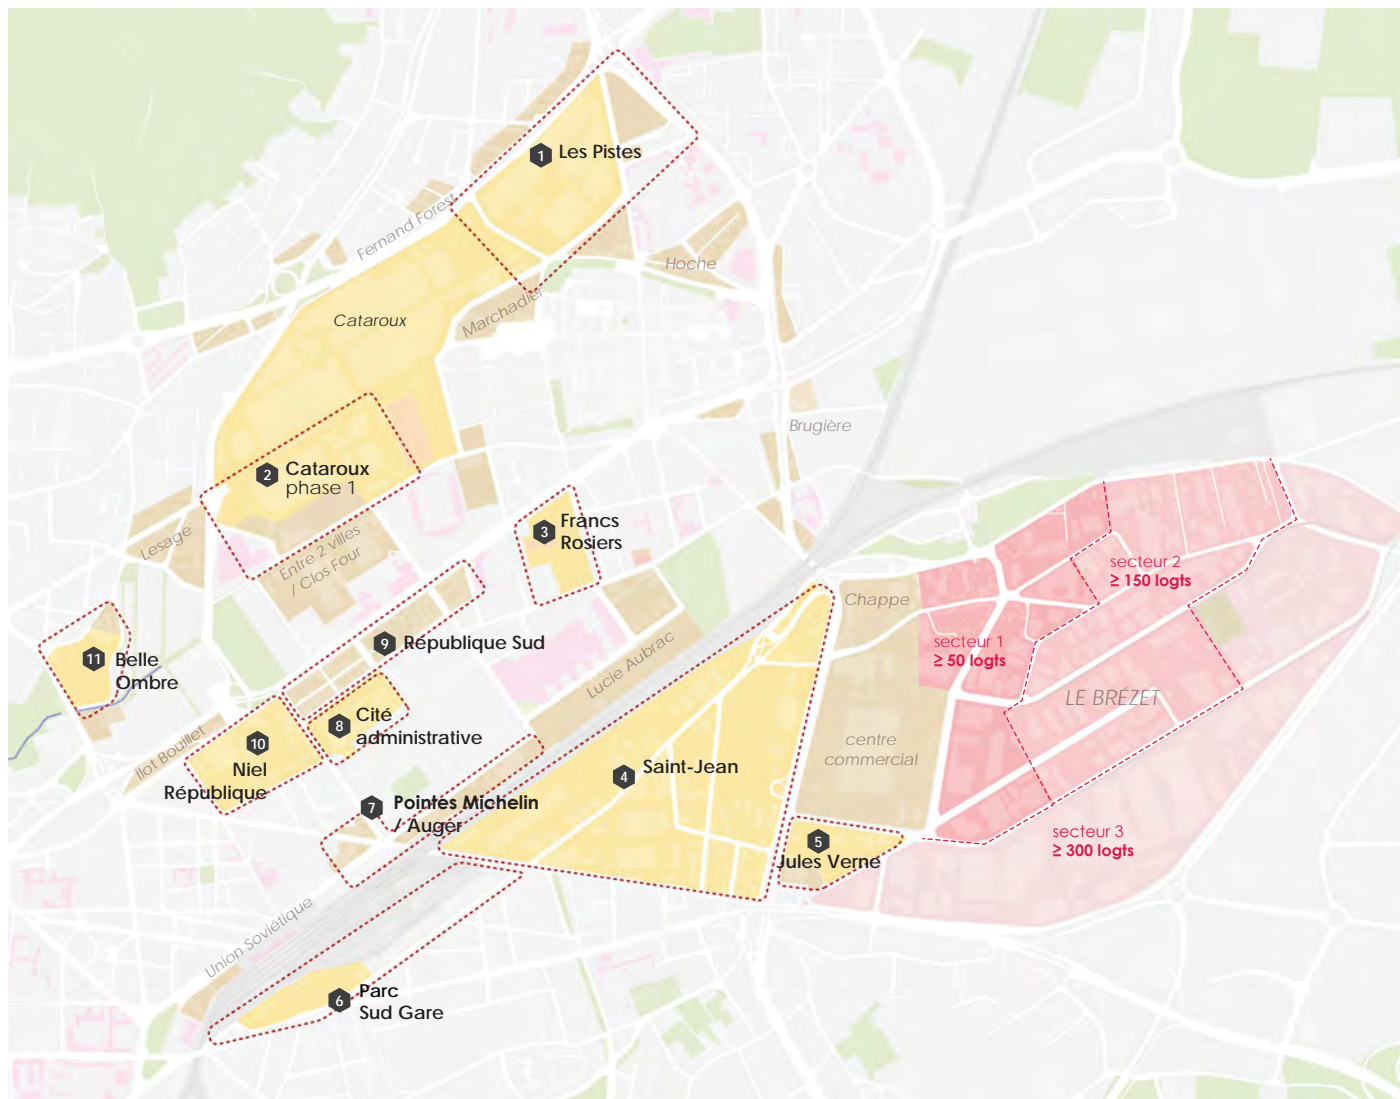 1 Les Pistes
Fernand Forest
Hoche
Marchadier
Cataroux
Brugière
2 Cataroux
phase 1
Lesage
Entre 2 villes
/ Clos Four
3 Francs
Rosiers
secteur 2
≥ 150 logts
Chappe
secteur 1
≥ 50 logts
LE BRÉZET
9 République Sud
Lucie Aubrac
11 Belle
Ombre
8 Cité
administrative
Ilot Bouillet
10
Niel
République
centre
commercial
4 Saint-Jean
7 Pointes Michelin
/ Auger
5
Jules Verne
secteur 3
≥ 300 logts
Union Soviétique
6 Parc
Sud Gare